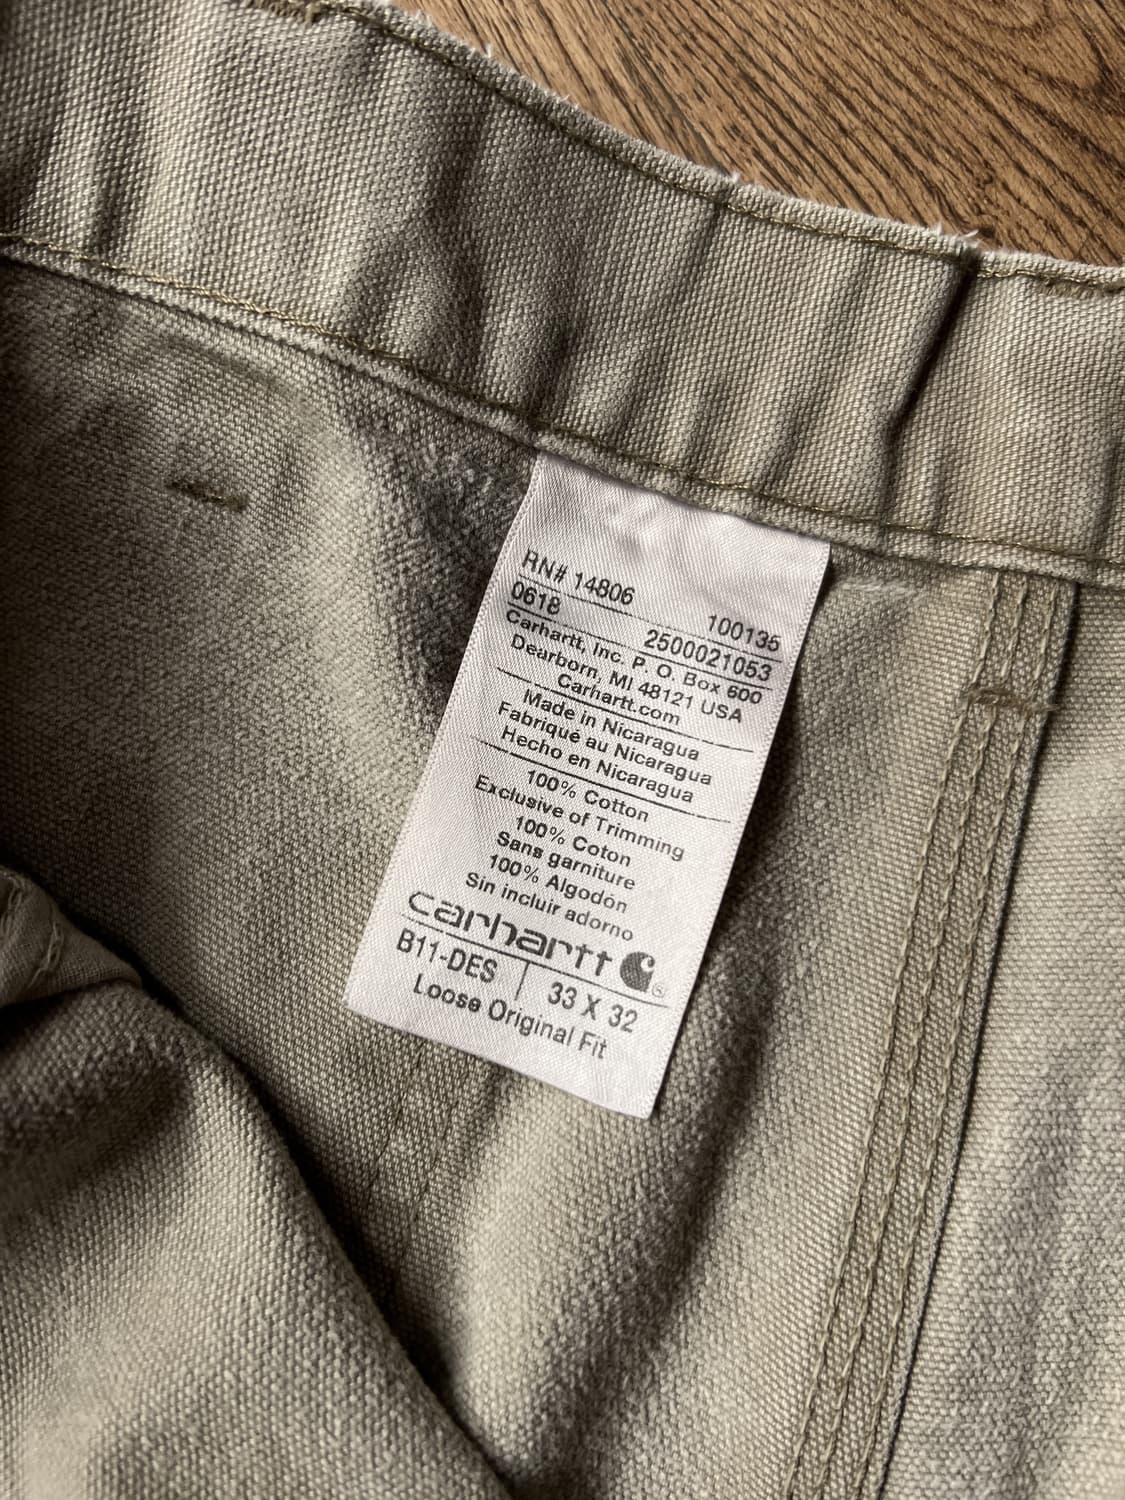 RN# 14806 100135
0618 2500021053
Carhartt, Inc. P. O. Box 600
Dearborn, MI 48121 USA
Carhartt.com
Made in Nicaragua
Fabriqué au Nicaragua
Hecho en Nicaragua
100% Cotton
Exclusive of Trimming
100% Coton
Sans garniture
100% Algodón
Sin incluir adorno
carhartt ®
B11-DES | 33 X 32
Loose Original Fit